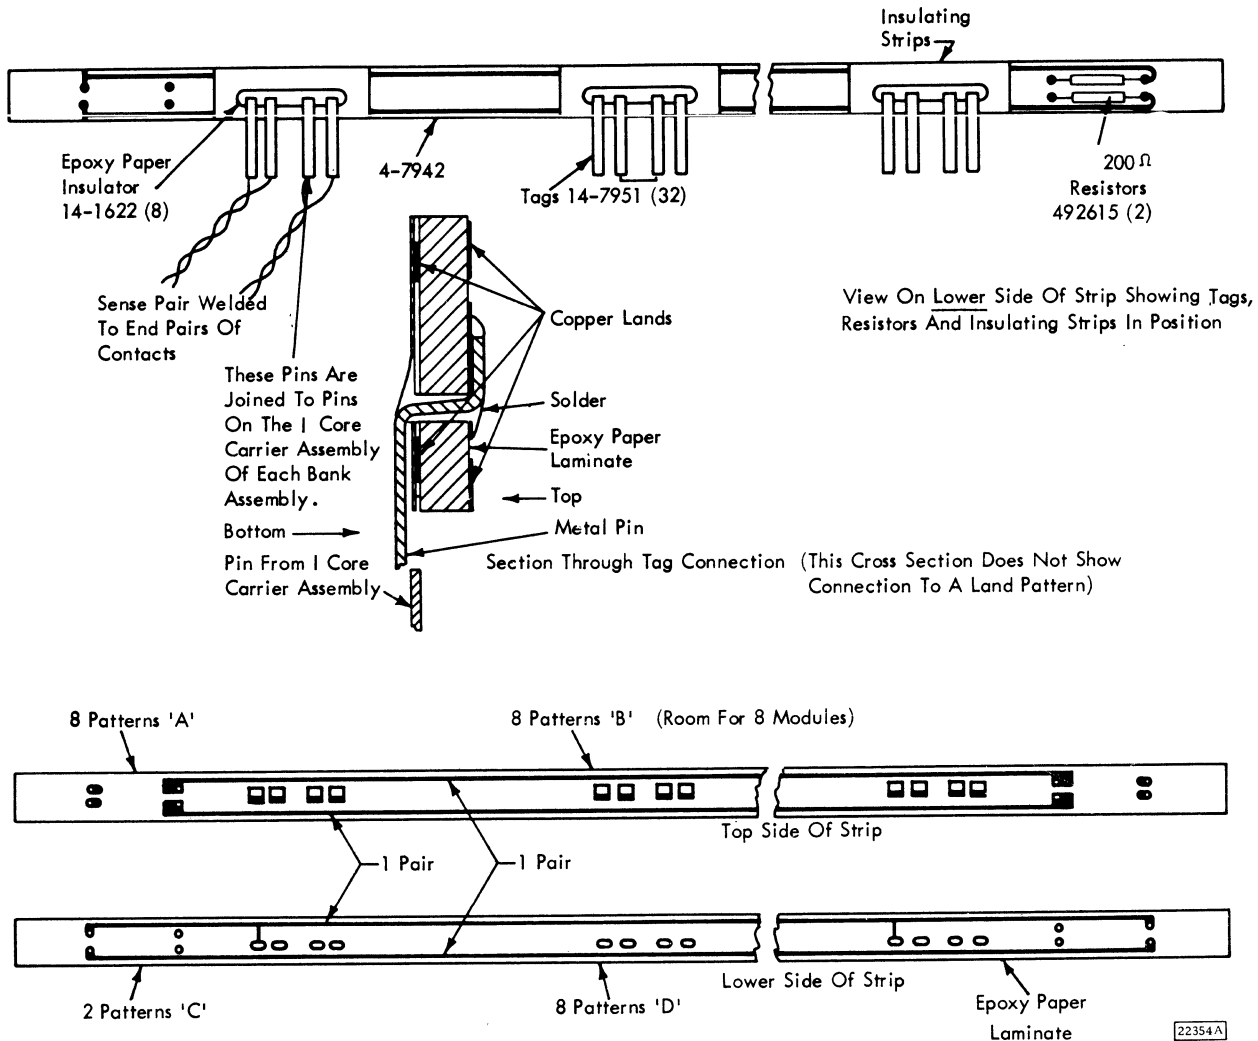 Insulating
Strips
Epoxy Paper
Insulator
14-1622 (8)
4-7942
Tags 14-7951 (32)
200 Ω
Resistors
492615 (2)
Sense Pair Welded
To End Pairs Of
Contacts
Copper Lands
View On Lower Side Of Strip Showing Tags,
Resistors And Insulating Strips In Position
These Pins Are
Joined To Pins
On The I Core
Carrier Assembly
Of Each Bank
Assembly.
Solder
Epoxy Paper
Laminate
Top
Bottom
Metal Pin
Pin From I Core
Carrier Assembly
Section Through Tag Connection (This Cross Section Does Not Show
Connection To A Land Pattern)
8 Patterns 'A'
8 Patterns 'B' (Room For 8 Modules)
Top Side Of Strip
1 Pair
1 Pair
Lower Side Of Strip
2 Patterns 'C'
8 Patterns 'D'
Epoxy Paper
Laminate
22354A